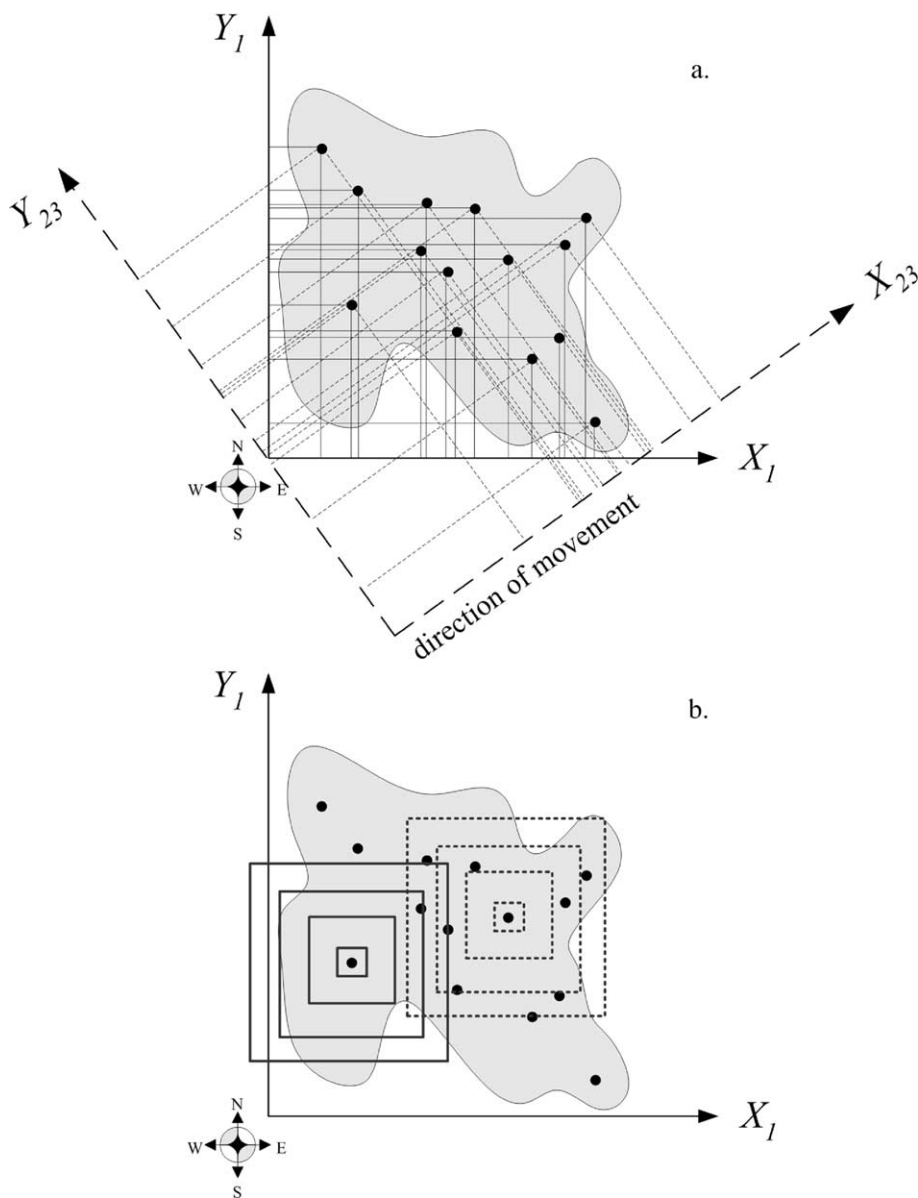 Y1
a.
Y23
X23
X1
N
W E
S
direction of movement
Y1
b.
X1
N
W E
S